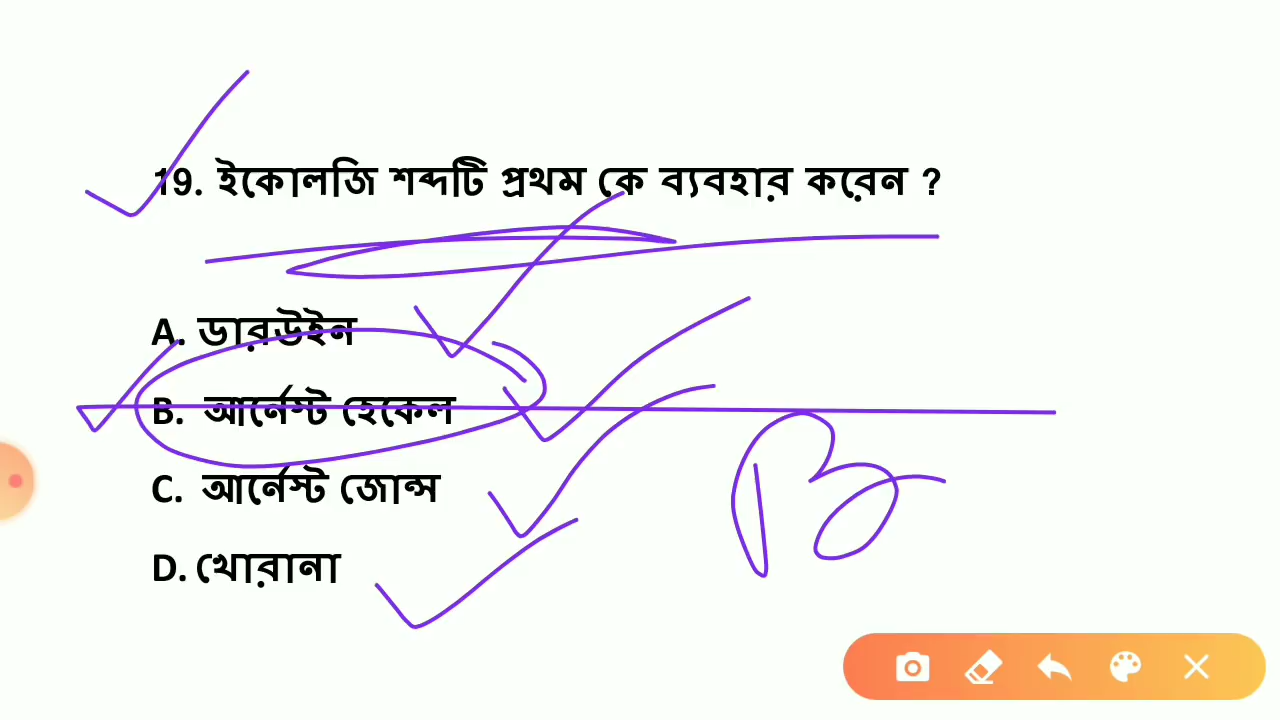 19. ইকোলজি শব্দটি প্রথম কে ব্যবহার করেন ?
A. ডারউইন
B. আর্নেস্ট হেকেল
C. আর্নেস্ট জোন্স
D. খোরানা
B